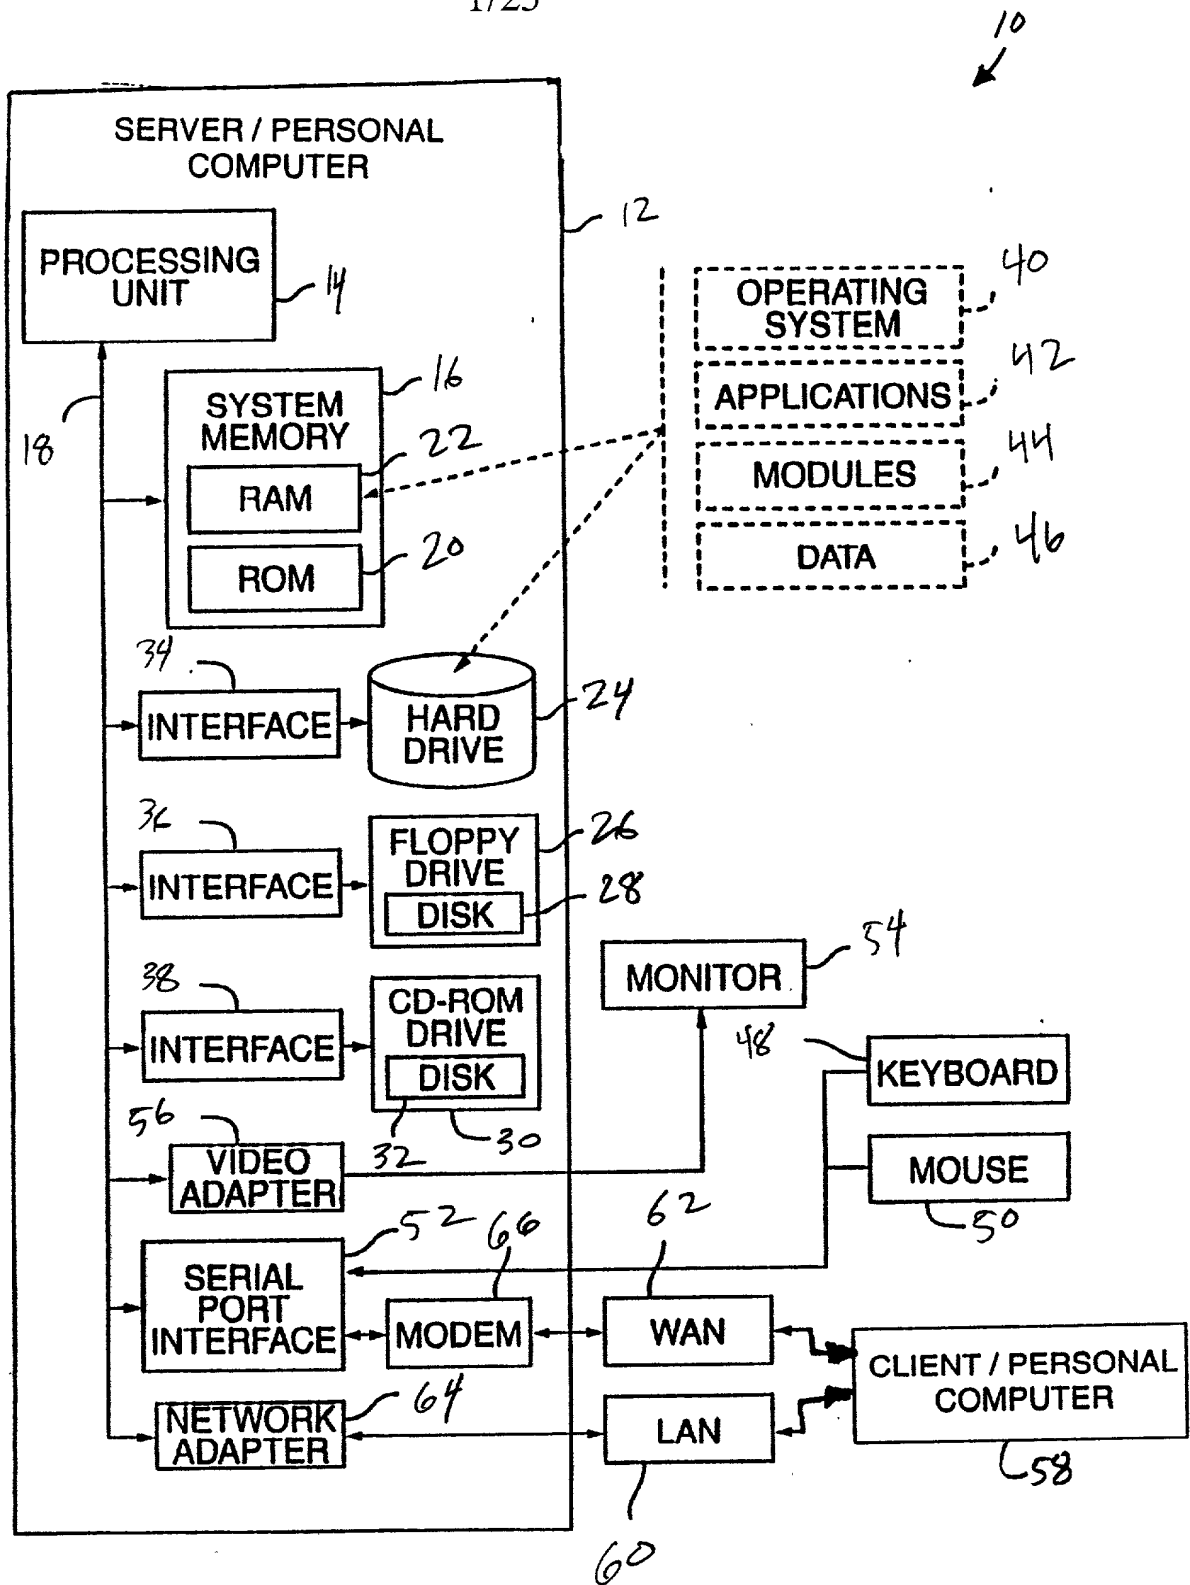 1/23
10
SERVER / PERSONAL
COMPUTER
12
PROCESSING
UNIT
14
18
SYSTEM
MEMORY
16
RAM
22
ROM
20
OPERATING
SYSTEM
40
APPLICATIONS
42
MODULES
44
DATA
46
34
INTERFACE
HARD
DRIVE
24
36
INTERFACE
FLOPPY
DRIVE
26
DISK
28
38
INTERFACE
CD-ROM
DRIVE
DISK
32
30
MONITOR
54
48
KEYBOARD
MOUSE
50
56
VIDEO
ADAPTER
52
SERIAL
PORT
INTERFACE
66
MODEM
62
WAN
CLIENT / PERSONAL
COMPUTER
58
64
NETWORK
ADAPTER
LAN
60